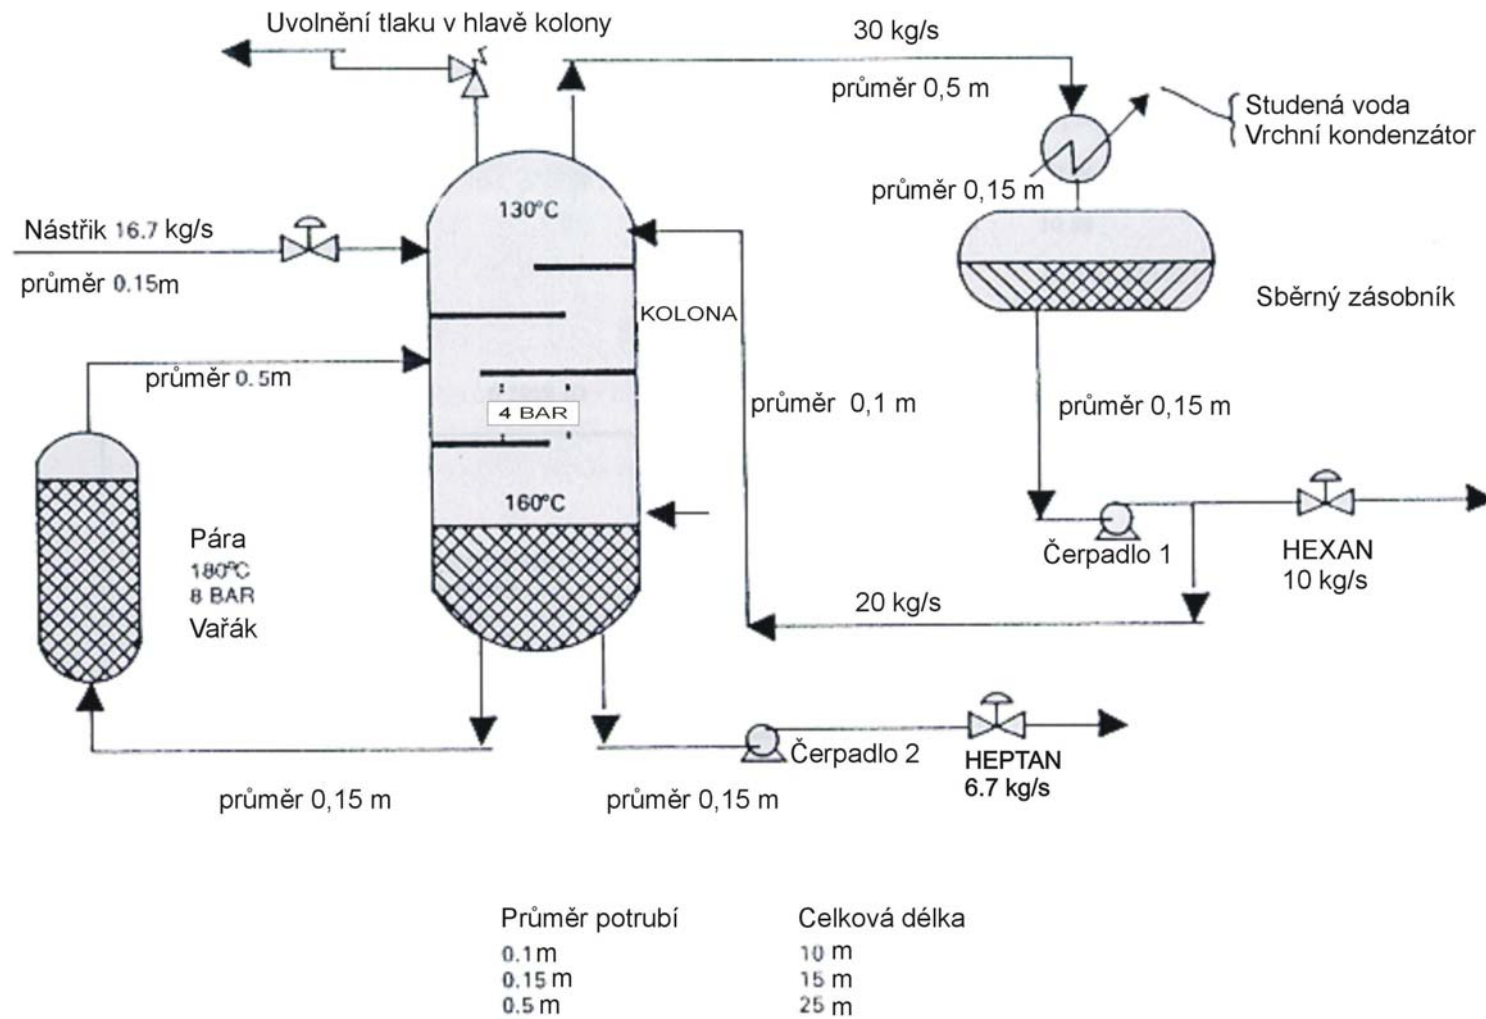 Uvolnění tlaku v hlavě kolony
30 kg/s
průměr 0,5 m
Studená voda
Vrchní kondenzátor
průměr 0,15 m
130°C
Nástřik 16.7 kg/s
průměr 0.15m
Sběrný zásobník
KOLONA
průměr 0.5m
4 BAR
průměr 0,1 m
průměr 0,15 m
160°C
Pára
180°C
8 BAR
Vařák
Čerpadlo 1
HEXAN
10 kg/s
20 kg/s
Čerpadlo 2
HEPTAN
6.7 kg/s
průměr 0,15 m
průměr 0,15 m
Průměr potrubí
Celková délka
0.1 m
10 m
0.15 m
15 m
0.5 m
25 m